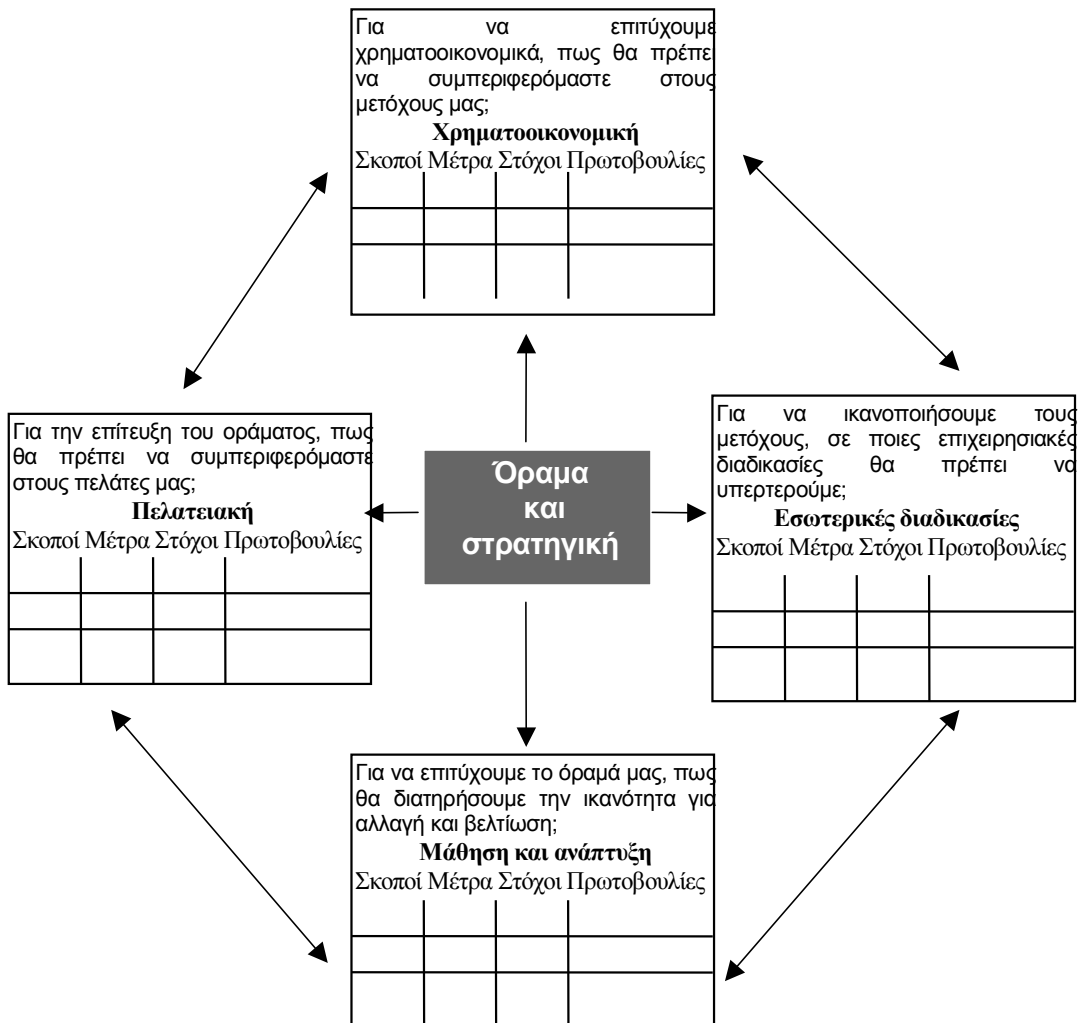 Για να επιτύχουμε
χρηματοοικονομικά, πως θα πρέπει
να συμπεριφερόμαστε στους
μετόχους μας;
Χρηματοοικονομική
Σκοποί Μέτρα Στόχοι Πρωτοβουλίες
Για την επίτευξη του οράματος, πως
θα πρέπει να συμπεριφερόμαστε
στους πελάτες μας;
Πελατειακή
Σκοποί Μέτρα Στόχοι Πρωτοβουλίες
Όραμα
και
στρατηγική
Για να ικανοποιήσουμε τους
μετόχους, σε ποιες επιχειρησιακές
διαδικασίες θα πρέπει να
υπερτερούμε;
Εσωτερικές διαδικασίες
Σκοποί Μέτρα Στόχοι Πρωτοβουλίες
Για να επιτύχουμε το όραμά μας, πως
θα διατηρήσουμε την ικανότητα για
αλλαγή και βελτίωση;
Μάθηση και ανάπτυξη
Σκοποί Μέτρα Στόχοι Πρωτοβουλίες